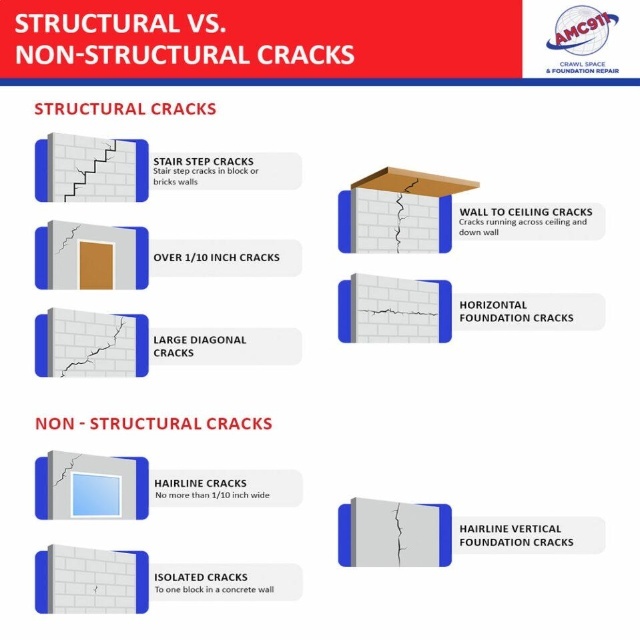 STRUCTURAL VS.
NON-STRUCTURAL CRACKS
AMC911
CRAWL SPACE
& FOUNDATION REPAIR
STRUCTURAL CRACKS
STAIR STEP CRACKS
Stair step cracks in block or
bricks walls
OVER 1/10 INCH CRACKS
LARGE DIAGONAL
CRACKS
WALL TO CEILING CRACKS
Cracks running across ceiling and
down wall
HORIZONTAL
FOUNDATION CRACKS
NON - STRUCTURAL CRACKS
HAIRLINE CRACKS
No more than 1/10 inch wide
ISOLATED CRACKS
To one block in a concrete wall
HAIRLINE VERTICAL
FOUNDATION CRACKS